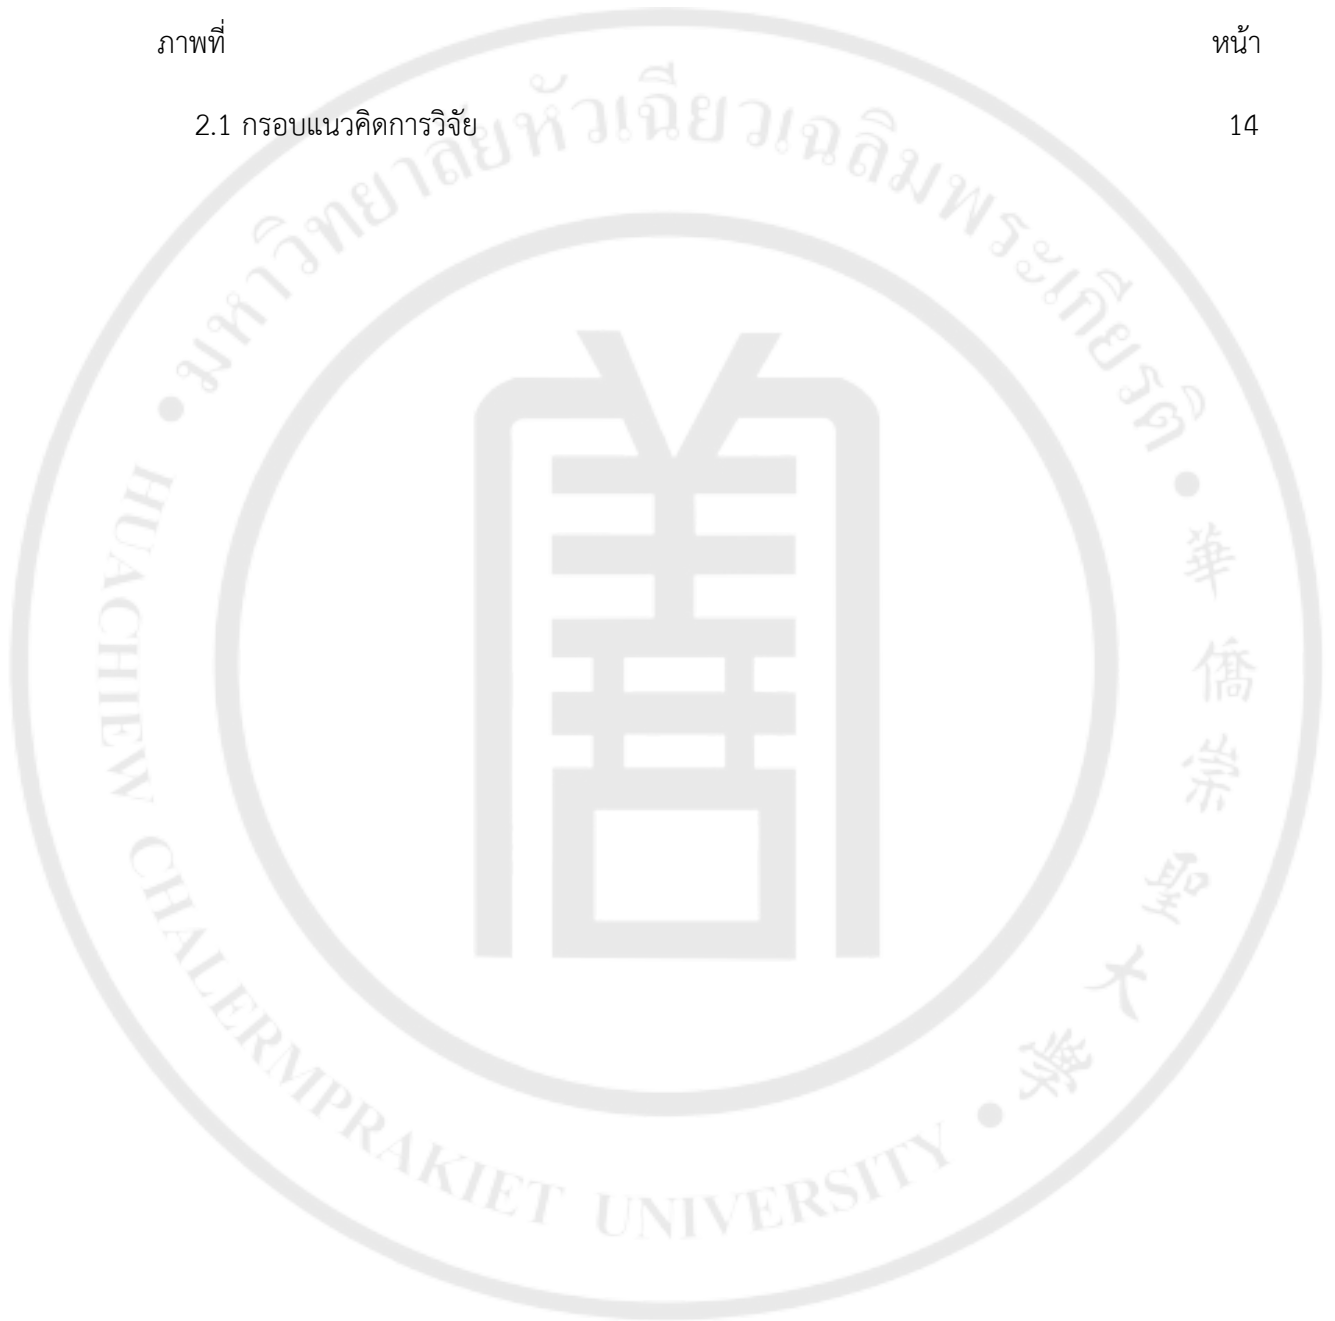 ภาพที่ หน้า
2.1 กรอบแนวคิดการวิจัย 14
• มหาวิทยาลัยหัวเฉียวเฉลิมพระเกียรติ •
華僑崇聖大學
HUACHIEW CHALERMPRAKIET UNIVERSITY •